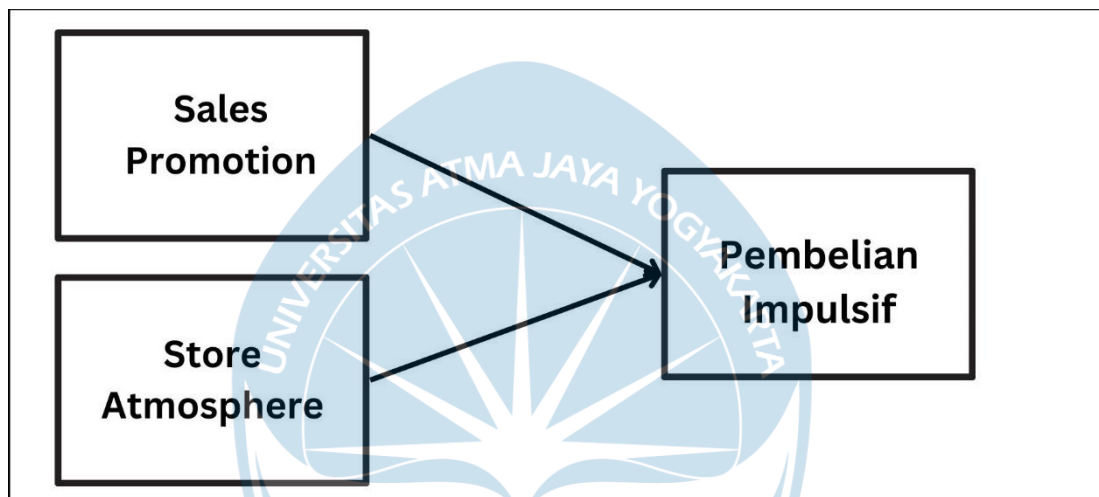 Sales
Promotion
UNIVERSITAS ATMA JAYA YOGYAKARTA
Pembelian
Impulsif
Store
Atmosphere